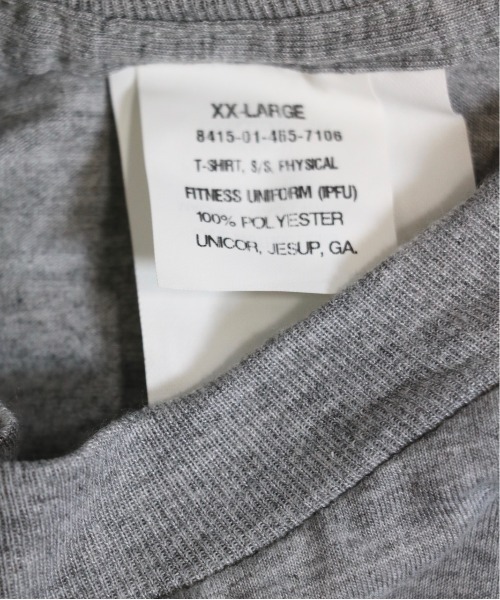 XX-LARGE
8415-01-465-7106
T-SHIRT, S/S, PHYSICAL
FITNESS UNIFORM (IPFU)
100% POLYESTER
UNICOR, JESUP, GA.